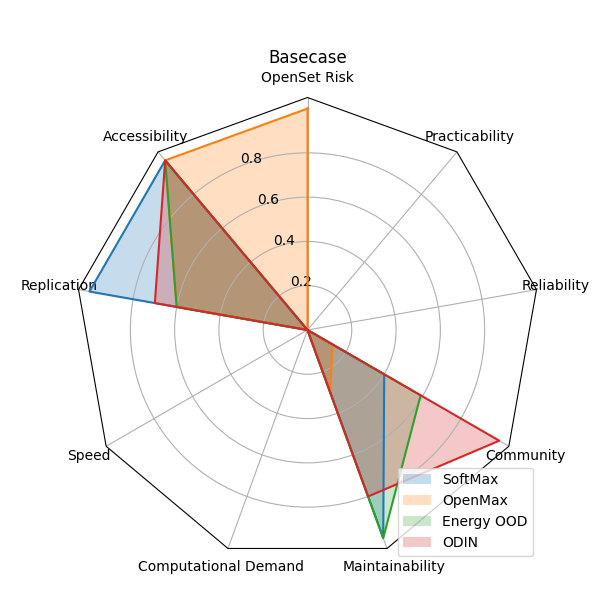 Basecase
OpenSet Risk
Accessibility
Practicability
0.8
0.6
0.4
0.2
Replication
Reliability
Speed
Community
SoftMax
OpenMax
Energy OOD
ODIN
Computational Demand
Maintainability